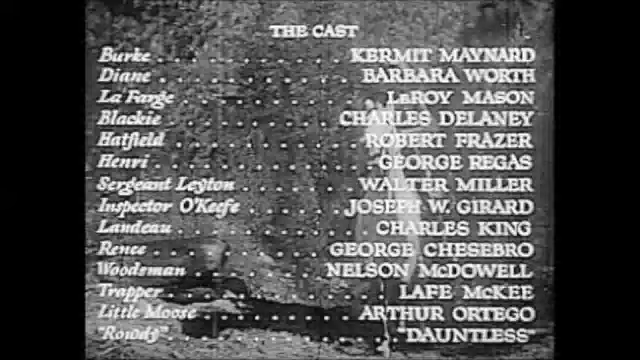 THE CAST
Burke . . . . . . . . . . . . KERMIT MAYNARD
Diane . . . . . . . . . . . . BARBARA WORTH
La Farge . . . . . . . . . . . . LEROY MASON
Blackie . . . . . . . . . . . . CHARLES DELANEY
Hatfield . . . . . . . . . . . . ROBERT FRAZER
Henri . . . . . . . . . . . . GEORGE REGAS
Sergeant Leyton . . . . . . . . WALTER MILLER
Inspector O'Keefe . . . . . . JOSEPH W. GIRARD
Landeau . . . . . . . . . . . . CHARLES KING
Renee . . . . . . . . . . . . GEORGE CHESEBRO
Woodsman . . . . . . . . NELSON McDOWELL
Trapper . . . . . . . . . . . . LAFE McKEE
Little Moose . . . . . . . . ARTHUR ORTEGO
"Rowdy" . . . . . . . . . . . . "DAUNTLESS"